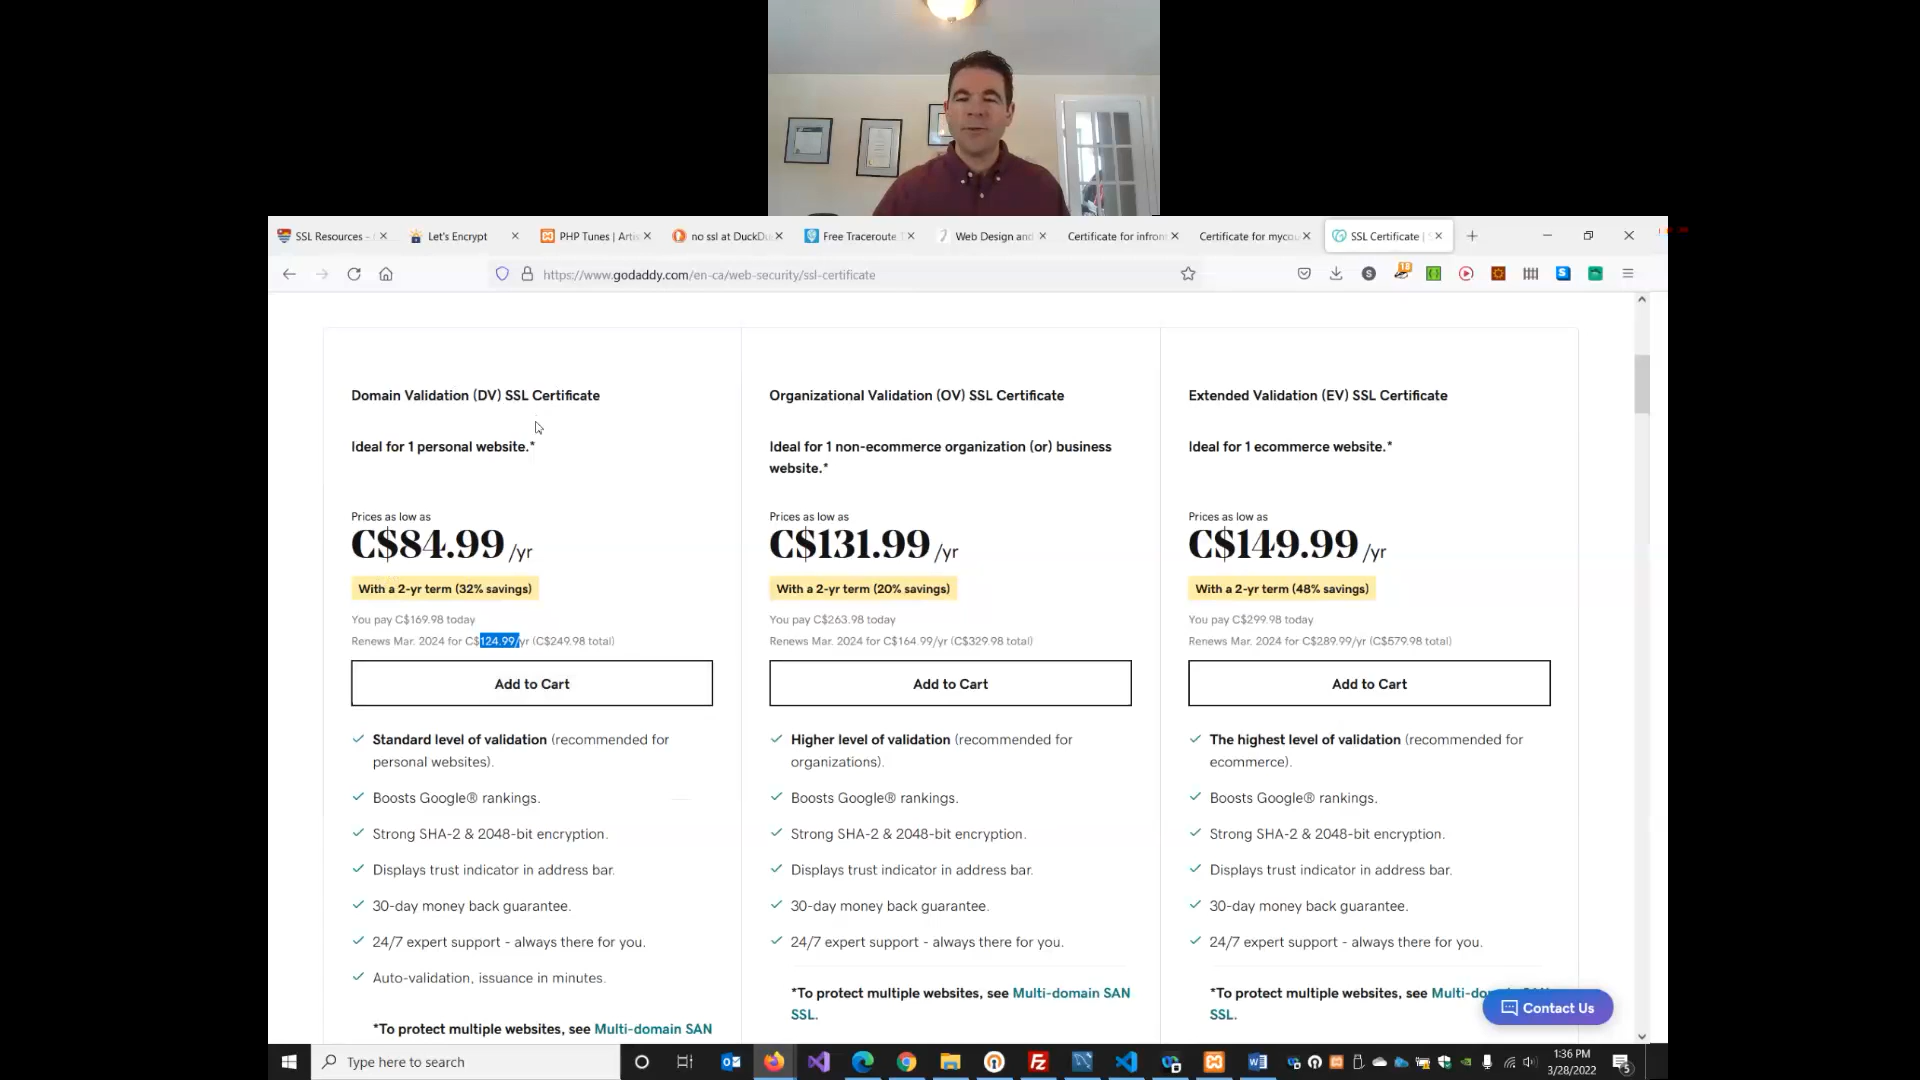 SSL Resources -
Let's Encrypt
PHP Tunes | Arti
no ssl at DuckDu
Free Traceroute T
Web Design and
Certificate for infron
Certificate for mycou
SSL Certificate |
https://www.godaddy.com/en-ca/web-security/ssl-certificate
Domain Validation (DV) SSL Certificate
Ideal for 1 personal website.*
Prices as low as
C$84.99 /yr
With a 2-yr term (32% savings)
You pay C$169.98 today
Renews Mar. 2024 for C$124.99/yr (C$249.98 total)
Add to Cart
Standard level of validation (recommended for
personal websites).
Boosts Google® rankings.
Strong SHA-2 & 2048-bit encryption.
Displays trust indicator in address bar.
30-day money back guarantee.
24/7 expert support - always there for you.
Auto-validation, issuance in minutes.
*To protect multiple websites, see Multi-domain SAN
Organizational Validation (OV) SSL Certificate
Ideal for 1 non-ecommerce organization (or) business
website.*
Prices as low as
C$131.99 /yr
With a 2-yr term (20% savings)
You pay C$263.98 today
Renews Mar. 2024 for C$164.99/yr (C$329.98 total)
Add to Cart
Higher level of validation (recommended for
organizations).
Boosts Google® rankings.
Strong SHA-2 & 2048-bit encryption.
Displays trust indicator in address bar.
30-day money back guarantee.
24/7 expert support - always there for you.
*To protect multiple websites, see Multi-domain SAN
SSL.
Extended Validation (EV) SSL Certificate
Ideal for 1 ecommerce website.*
Prices as low as
C$149.99 /yr
With a 2-yr term (48% savings)
You pay C$299.98 today
Renews Mar. 2024 for C$289.99/yr (C$579.98 total)
Add to Cart
The highest level of validation (recommended for
ecommerce).
Boosts Google® rankings.
Strong SHA-2 & 2048-bit encryption.
Displays trust indicator in address bar.
30-day money back guarantee.
24/7 expert support - always there for you.
*To protect multiple websites, see Multi-do
SSL.
Contact Us
Type here to search
1:36 PM
3/28/2022